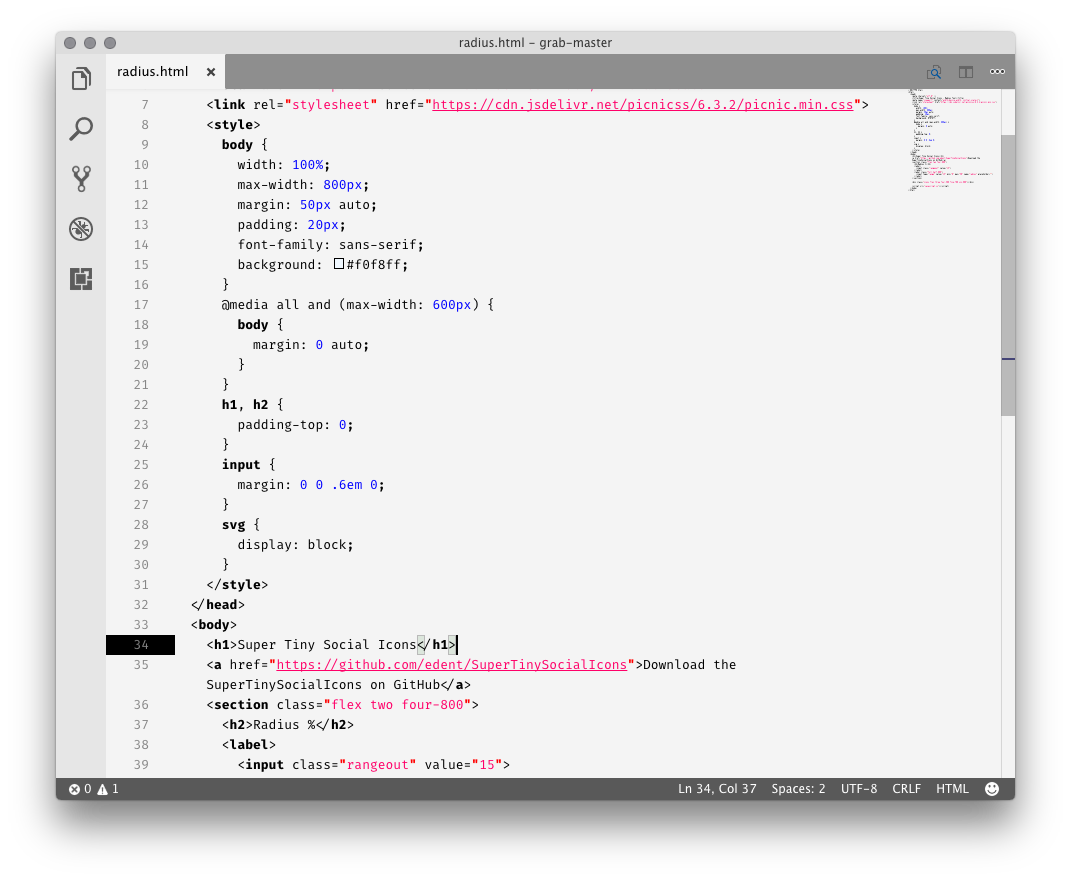 radius.html – grab-master
radius.html ×
7 <link rel="stylesheet" href="https://cdn.jsdelivr.net/picnicss/6.3.2/picnic.min.css">
8 <style>
9 body {
10 width: 100%;
11 max-width: 800px;
12 margin: 50px auto;
13 padding: 20px;
14 font-family: sans-serif;
15 background: #f0f8ff;
16 }
17 @media all and (max-width: 600px) {
18 body {
19 margin: 0 auto;
20 }
21 }
22 h1, h2 {
23 padding-top: 0;
24 }
25 input {
26 margin: 0 0 .6em 0;
27 }
28 svg {
29 display: block;
30 }
31 </style>
32 </head>
33 <body>
34 <h1>Super Tiny Social Icons</h1>
35 <a href="https://github.com/edent/SuperTinySocialIcons">Download the
SuperTinySocialIcons on GitHub</a>
36 <section class="flex two four-800">
37 <h2>Radius %</h2>
38 <label>
39 <input class="rangeout" value="15">
0 1 Ln 34, Col 37 Spaces: 2 UTF-8 CRLF HTML